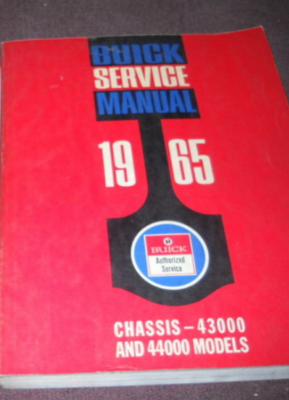 BUICK
SERVICE
MANUAL
19 65
BUICK
Authorized
Service
CHASSIS - 43000
AND 44000 MODELS